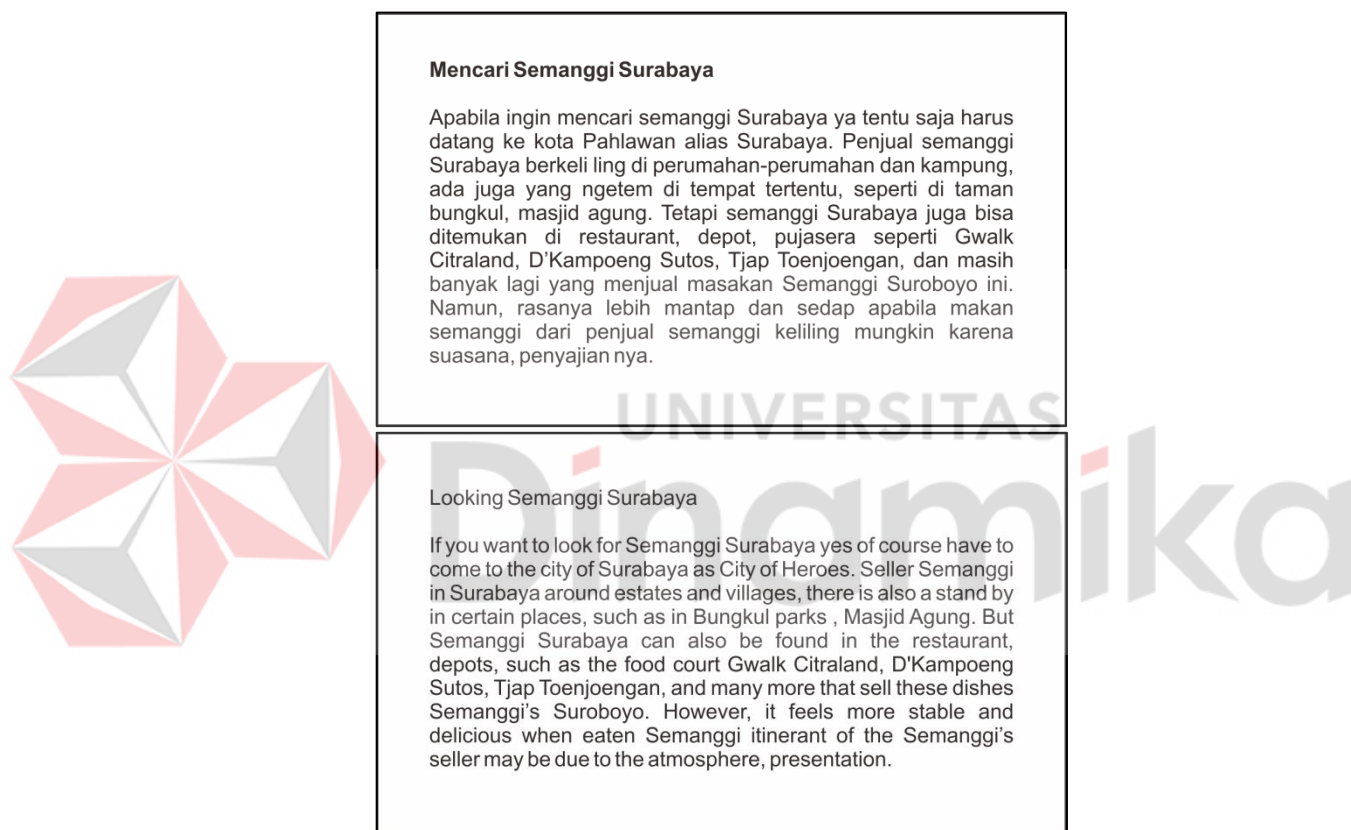 Mencari Semanggi Surabaya
Apabila ingin mencari semanggi Surabaya ya tentu saja harus
datang ke kota Pahlawan alias Surabaya. Penjual semanggi
Surabaya berkeli ling di perumahan-perumahan dan kampung,
ada juga yang ngetem di tempat tertentu, seperti di taman
bungkul, masjid agung. Tetapi semanggi Surabaya juga bisa
ditemukan di restaurant, depot, pujasera seperti Gwalk
Citraland, D’Kampoeng Sutos, Tjap Toenjoengan, dan masih
banyak lagi yang menjual masakan Semanggi Suroboyo ini.
Namun, rasanya lebih mantap dan sedap apabila makan
semanggi dari penjual semanggi keliling mungkin karena
suasana, penyajian nya.
UNIVERSITAS
Dinamika
Looking Semanggi Surabaya
If you want to look for Semanggi Surabaya yes of course have to
come to the city of Surabaya as City of Heroes. Seller Semanggi
in Surabaya around estates and villages, there is also a stand by
in certain places, such as in Bungkul parks , Masjid Agung. But
Semanggi Surabaya can also be found in the restaurant,
depots, such as the food court Gwalk Citraland, D'Kampoeng
Sutos, Tjap Toenjoengan, and many more that sell these dishes
Semanggi’s Suroboyo. However, it feels more stable and
delicious when eaten Semanggi itinerant of the Semanggi’s
seller may be due to the atmosphere, presentation.